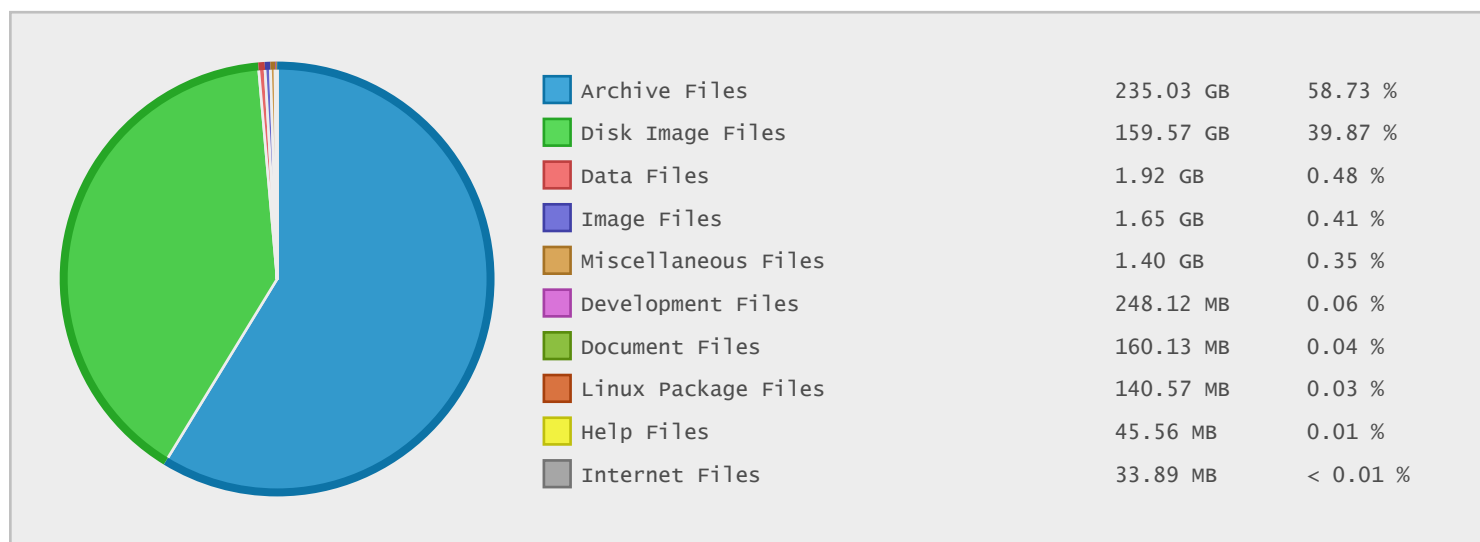 Archive Files 235.03 GB 58.73 %
Disk Image Files 159.57 GB 39.87 %
Data Files 1.92 GB 0.48 %
Image Files 1.65 GB 0.41 %
Miscellaneous Files 1.40 GB 0.35 %
Development Files 248.12 MB 0.06 %
Document Files 160.13 MB 0.04 %
Linux Package Files 140.57 MB 0.03 %
Help Files 45.56 MB 0.01 %
Internet Files 33.89 MB < 0.01 %